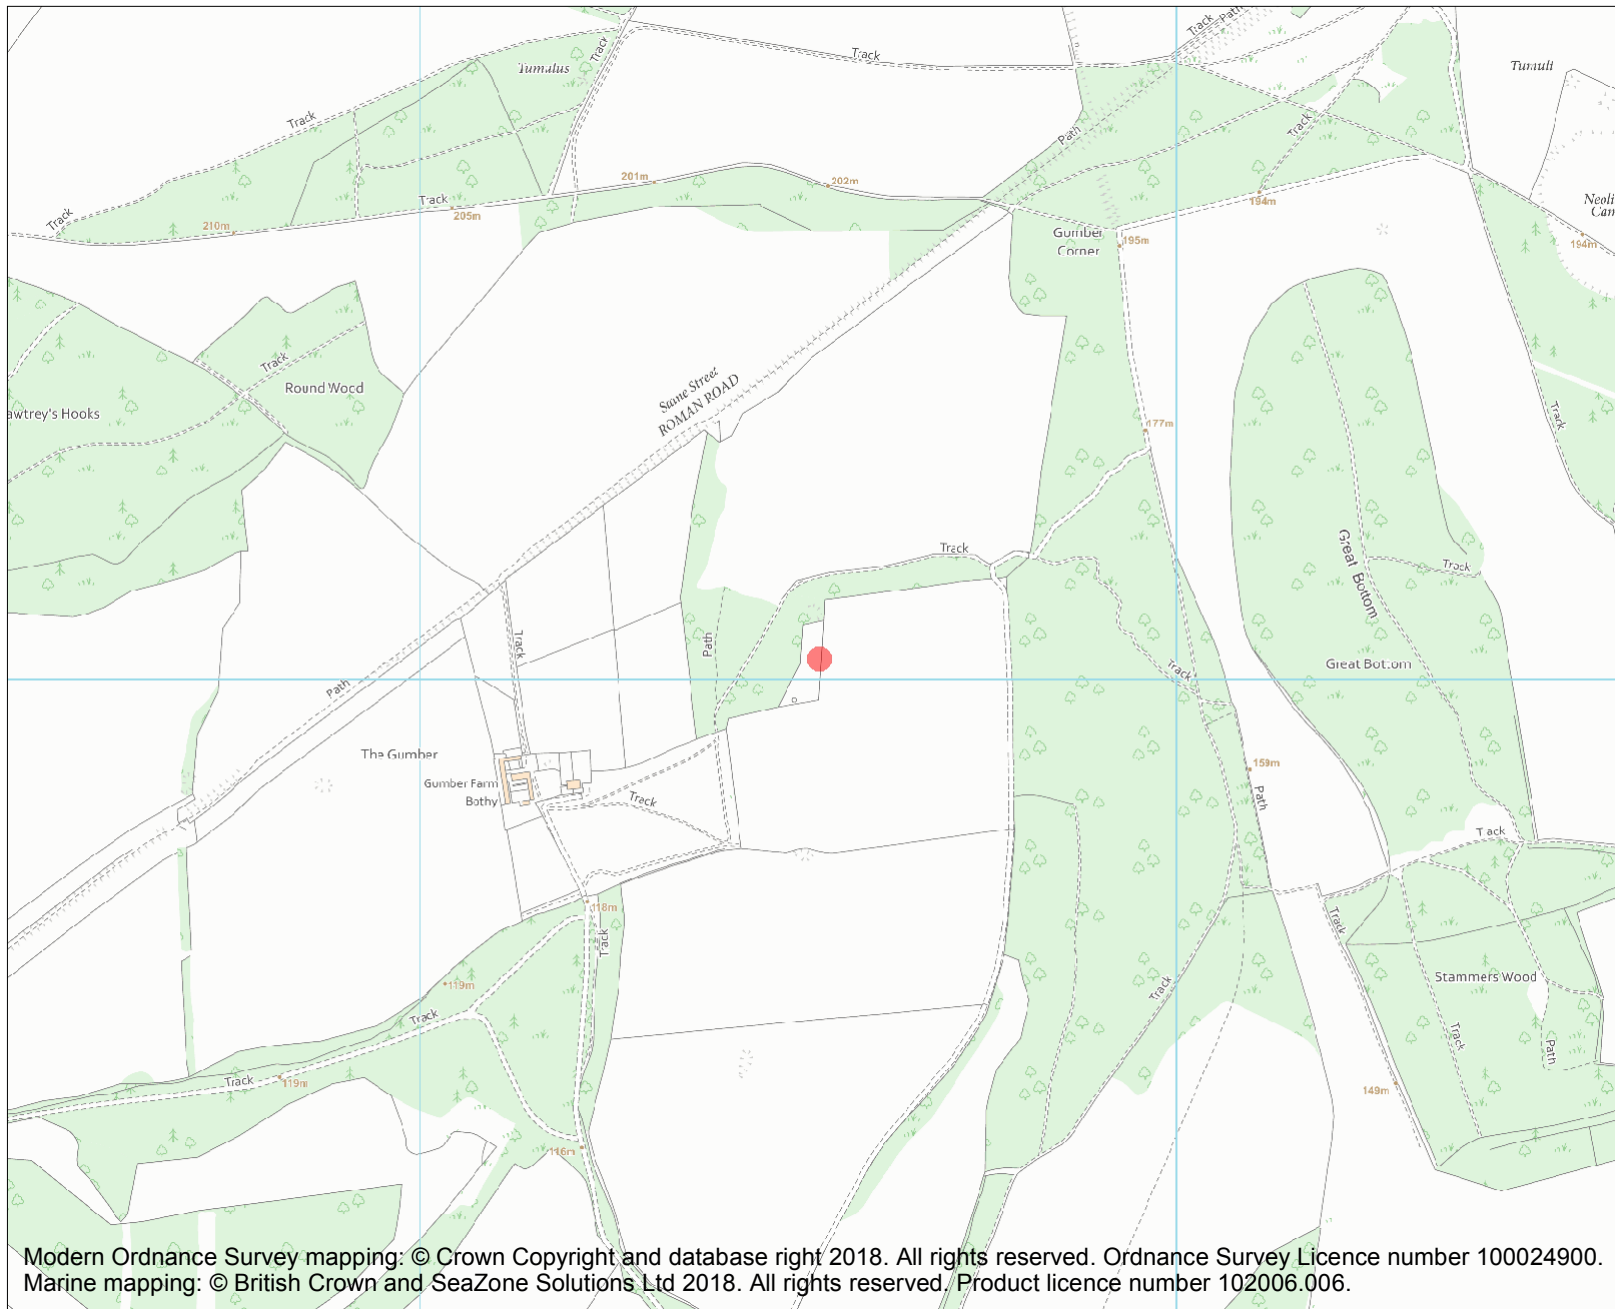 Track
Path
Track
Track
Tumulus
Tumuli
Track
Track
Path
201m
202m
Track
194m
Track
205m
210m
Gumber
Corner
195m
194m
Track
Round Wood
Stane Street
ROMAN ROAD
177m
Track
Track
Great Bottom
Track
Track
Path
Great Bottom
Track
Path
The Gumber
Gumber Farm
Bothy
Track
159m
Path
118m
Track
Track
119m
Track
Stammers Wood
Track
Track
Path
Track
119m
149m
116m
Modern Ordnance Survey mapping: © Crown Copyright and database right 2018. All rights reserved. Ordnance Survey Licence number 100024900.
Marine mapping: © British Crown and SeaZone Solutions Ltd 2018. All rights reserved. Product licence number 102006.006.